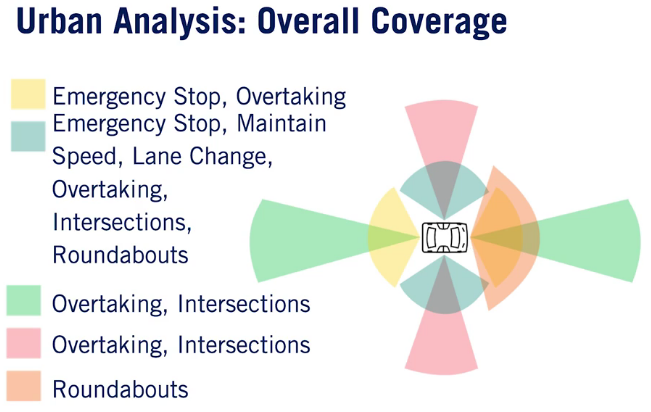 Urban Analysis: Overall Coverage
Emergency Stop, Overtaking
Emergency Stop, Maintain
Speed, Lane Change,
Overtaking,
Intersections,
Roundabouts
Overtaking, Intersections
Overtaking, Intersections
Roundabouts